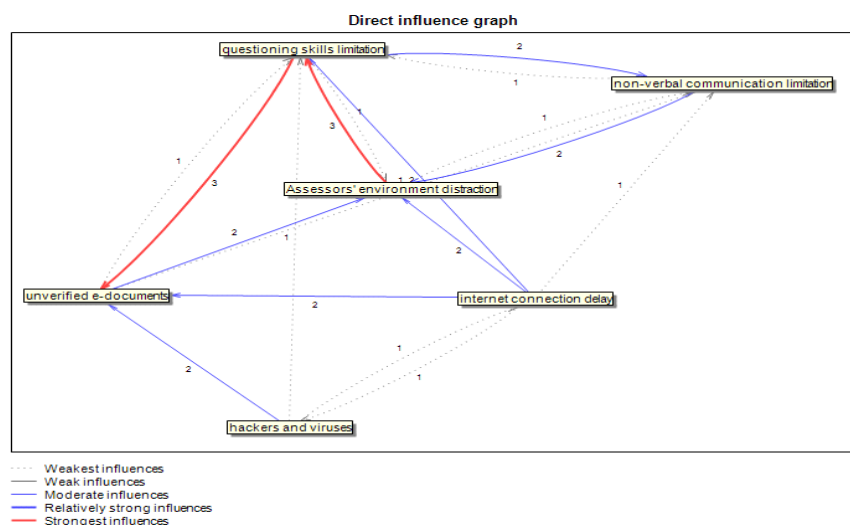 Direct influence graph
questioning skills limitation
2
non-verbal communication limitation
1
1
1
3
1
2
3
1 2
Assessors' environment distraction
1
2
1
2
unverified e-documents
internet connection delay
2
1
2
1
hackers and viruses
Weakest influences
Weak influences
Moderate influences
Relatively strong influences
Strongest influences